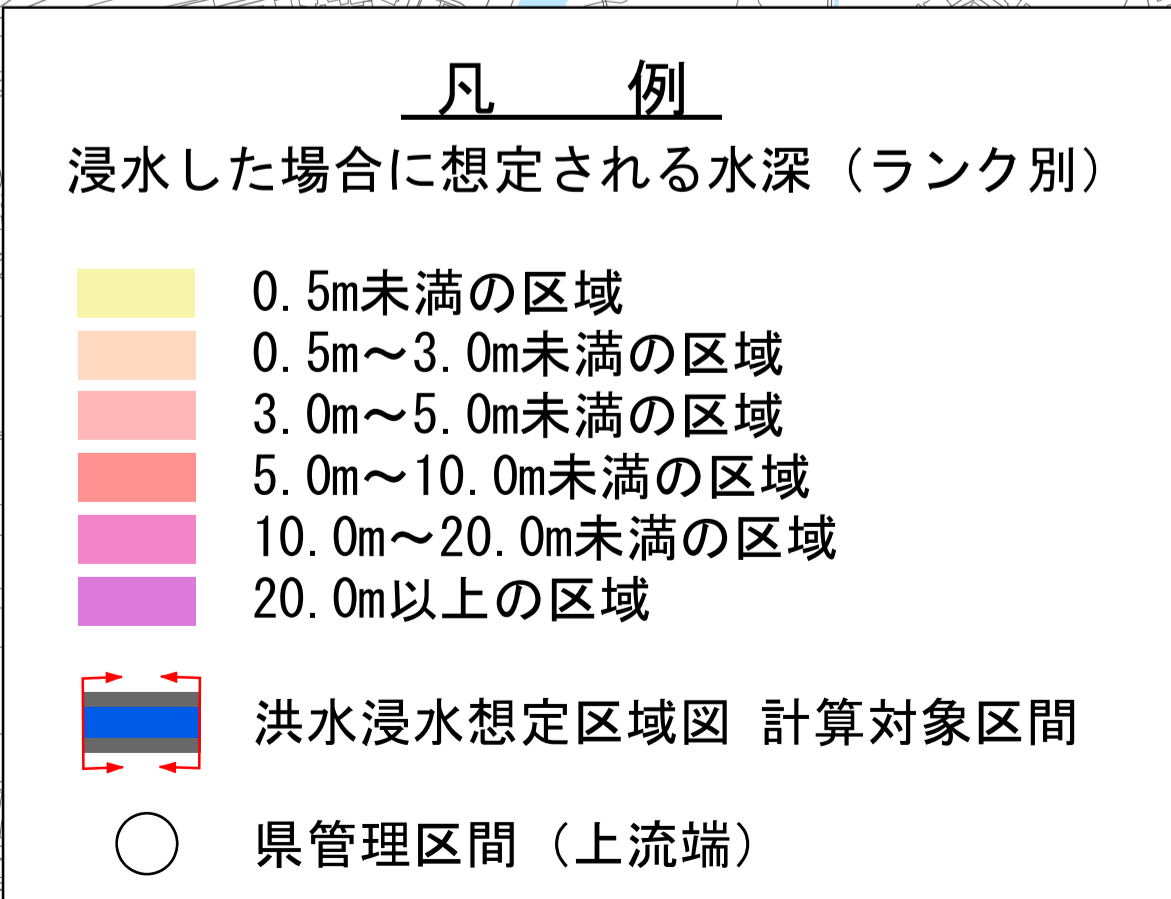 凡　例
浸水した場合に想定される水深（ランク別）
0.5m未満の区域
0.5m～3.0m未満の区域
3.0m～5.0m未満の区域
5.0m～10.0m未満の区域
10.0m～20.0m未満の区域
20.0m以上の区域
洪水浸水想定区域図 計算対象区間
県管理区間（上流端）